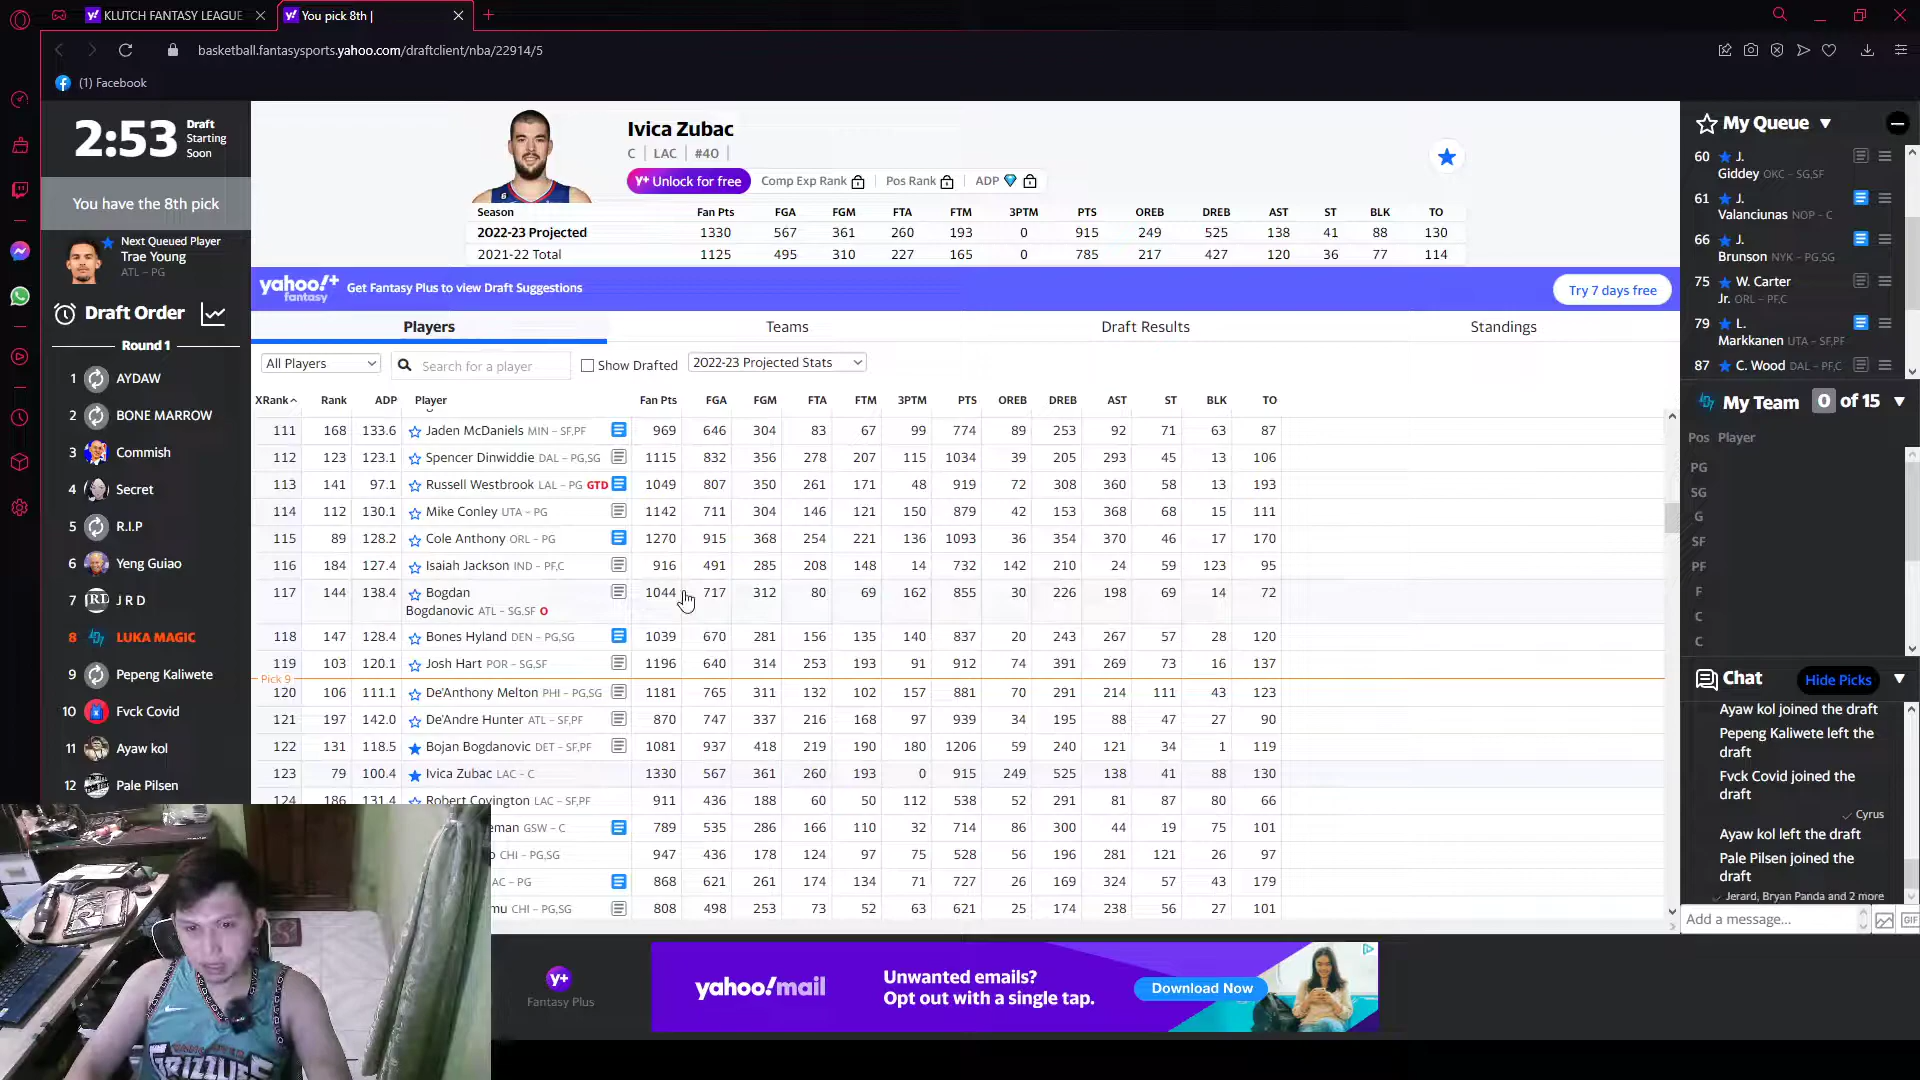 KLUTCH FANTASY LEAGUE
You pick 8th |
basketball.fantasysports.yahoo.com/draftclient/nba/22914/5
(1) Facebook
2:53
Draft
Starting
Soon
You have the 8th pick
Next Queued Player
Trae Young
ATL – PG
Draft Order
Round 1
1 AYDAW
2 BONE MARROW
3 Commish
4 Secret
5 R.I.P
6 Yeng Guiao
7 J R D
8 LUKA MAGIC
9 Pepeng Kaliwete
10 Fvck Covid
11 Ayaw kol
12 Pale Pilsen
Ivica Zubac
C | LAC | #40 |
Y+ Unlock for free Comp Exp Rank Pos Rank ADP
Season Fan Pts FGA FGM FTA FTM 3PTM PTS OREB DREB AST ST BLK TO
2022-23 Projected 1330 567 361 260 193 0 915 249 525 138 41 88 130
2021-22 Total 1125 495 310 227 165 0 785 217 427 120 36 77 114
yahoo!+
fantasy
Get Fantasy Plus to view Draft Suggestions
Try 7 days free
Players Teams Draft Results Standings
All Players Search for a player Show Drafted 2022-23 Projected Stats
XRank Rank ADP Player Fan Pts FGA FGM FTA FTM 3PTM PTS OREB DREB AST ST BLK TO
111 168 133.6 Jaden McDaniels MIN – SF,PF 969 646 304 83 67 99 774 89 253 92 71 63 87
112 123 123.1 Spencer Dinwiddie DAL – PG,SG 1115 832 356 278 207 115 1034 39 205 293 45 13 106
113 141 97.1 Russell Westbrook LAL – PG GTD 1049 807 350 261 171 48 919 72 308 360 58 13 193
114 112 130.1 Mike Conley UTA – PG 1142 711 304 146 121 150 879 42 153 368 68 15 111
115 89 128.2 Cole Anthony ORL – PG 1270 915 368 254 221 136 1093 36 354 370 46 17 170
116 184 127.4 Isaiah Jackson IND – PF,C 916 491 285 208 148 14 732 142 210 24 59 123 95
117 144 138.4 Bogdan
Bogdanovic ATL – SG,SF O 1044 717 312 80 69 162 855 30 226 198 69 14 72
118 147 128.4 Bones Hyland DEN – PG,SG 1039 670 281 156 135 140 837 20 243 267 57 28 120
119 103 120.1 Josh Hart POR – SG,SF 1196 640 314 253 193 91 912 74 391 269 73 16 137
Pick 9
120 106 111.1 De'Anthony Melton PHI – PG,SG 1181 765 311 132 102 157 881 70 291 214 111 43 123
121 197 142.0 De'Andre Hunter ATL – SF,PF 870 747 337 216 168 97 939 34 195 88 47 27 90
122 131 118.5 Bojan Bogdanovic DET – SF,PF 1081 937 418 219 190 180 1206 59 240 121 34 1 119
123 79 100.4 Ivica Zubac LAC – C 1330 567 361 260 193 0 915 249 525 138 41 88 130
124 186 131.4 Robert Covington LAC – SF,PF 911 436 188 60 50 112 538 52 291 81 87 80 66
eman GSW – C 789 535 286 166 110 32 714 86 300 44 19 75 101
CHI – PG,SG 947 436 178 124 97 75 528 56 196 281 121 26 97
AC – PG 868 621 261 174 134 71 727 26 169 324 57 43 179
mu CHI – PG,SG 808 498 253 73 52 63 621 25 174 238 56 27 101
My Queue
60 J.
Giddey OKC – SG,SF
61 J.
Valanciunas NOP – C
66 J.
Brunson NYK – PG,SG
75 W. Carter
Jr. ORL – PF,C
79 L.
Markkanen UTA – SF,PF
87 C. Wood DAL – PF,C
My Team 0 of 15
Pos Player
PG
SG
G
SF
PF
F
C
C
Chat Hide Picks
Ayaw kol joined the draft
Pepeng Kaliwete left the
draft
Fvck Covid joined the
draft
Cyrus
Ayaw kol left the draft
Pale Pilsen joined the
draft
Jerard, Bryan Panda and 2 more
Add a message...
GIF
y+
Fantasy Plus
yahoo!mail
Unwanted emails?
Opt out with a single tap.
Download Now
GRIZZLIES